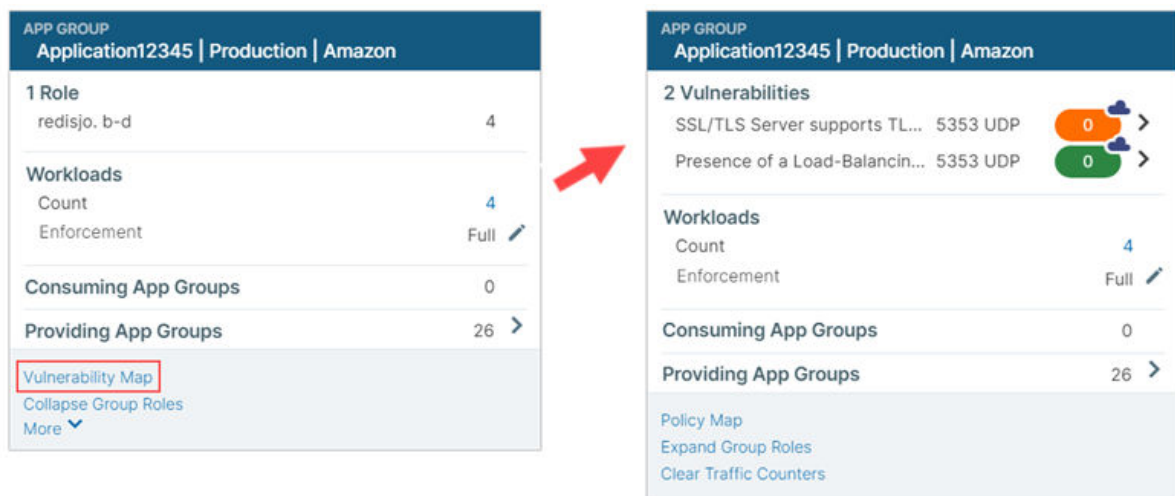 APP GROUP
Application12345 | Production | Amazon
1 Role
redisjo. b-d 4
Workloads
Count 4
Enforcement Full
Consuming App Groups 0
Providing App Groups 26
Vulnerability Map
Collapse Group Roles
More
APP GROUP
Application12345 | Production | Amazon
2 Vulnerabilities
SSL/TLS Server supports TL... 5353 UDP 0
Presence of a Load-Balancin... 5353 UDP 0
Workloads
Count 4
Enforcement Full
Consuming App Groups 0
Providing App Groups 26
Policy Map
Expand Group Roles
Clear Traffic Counters